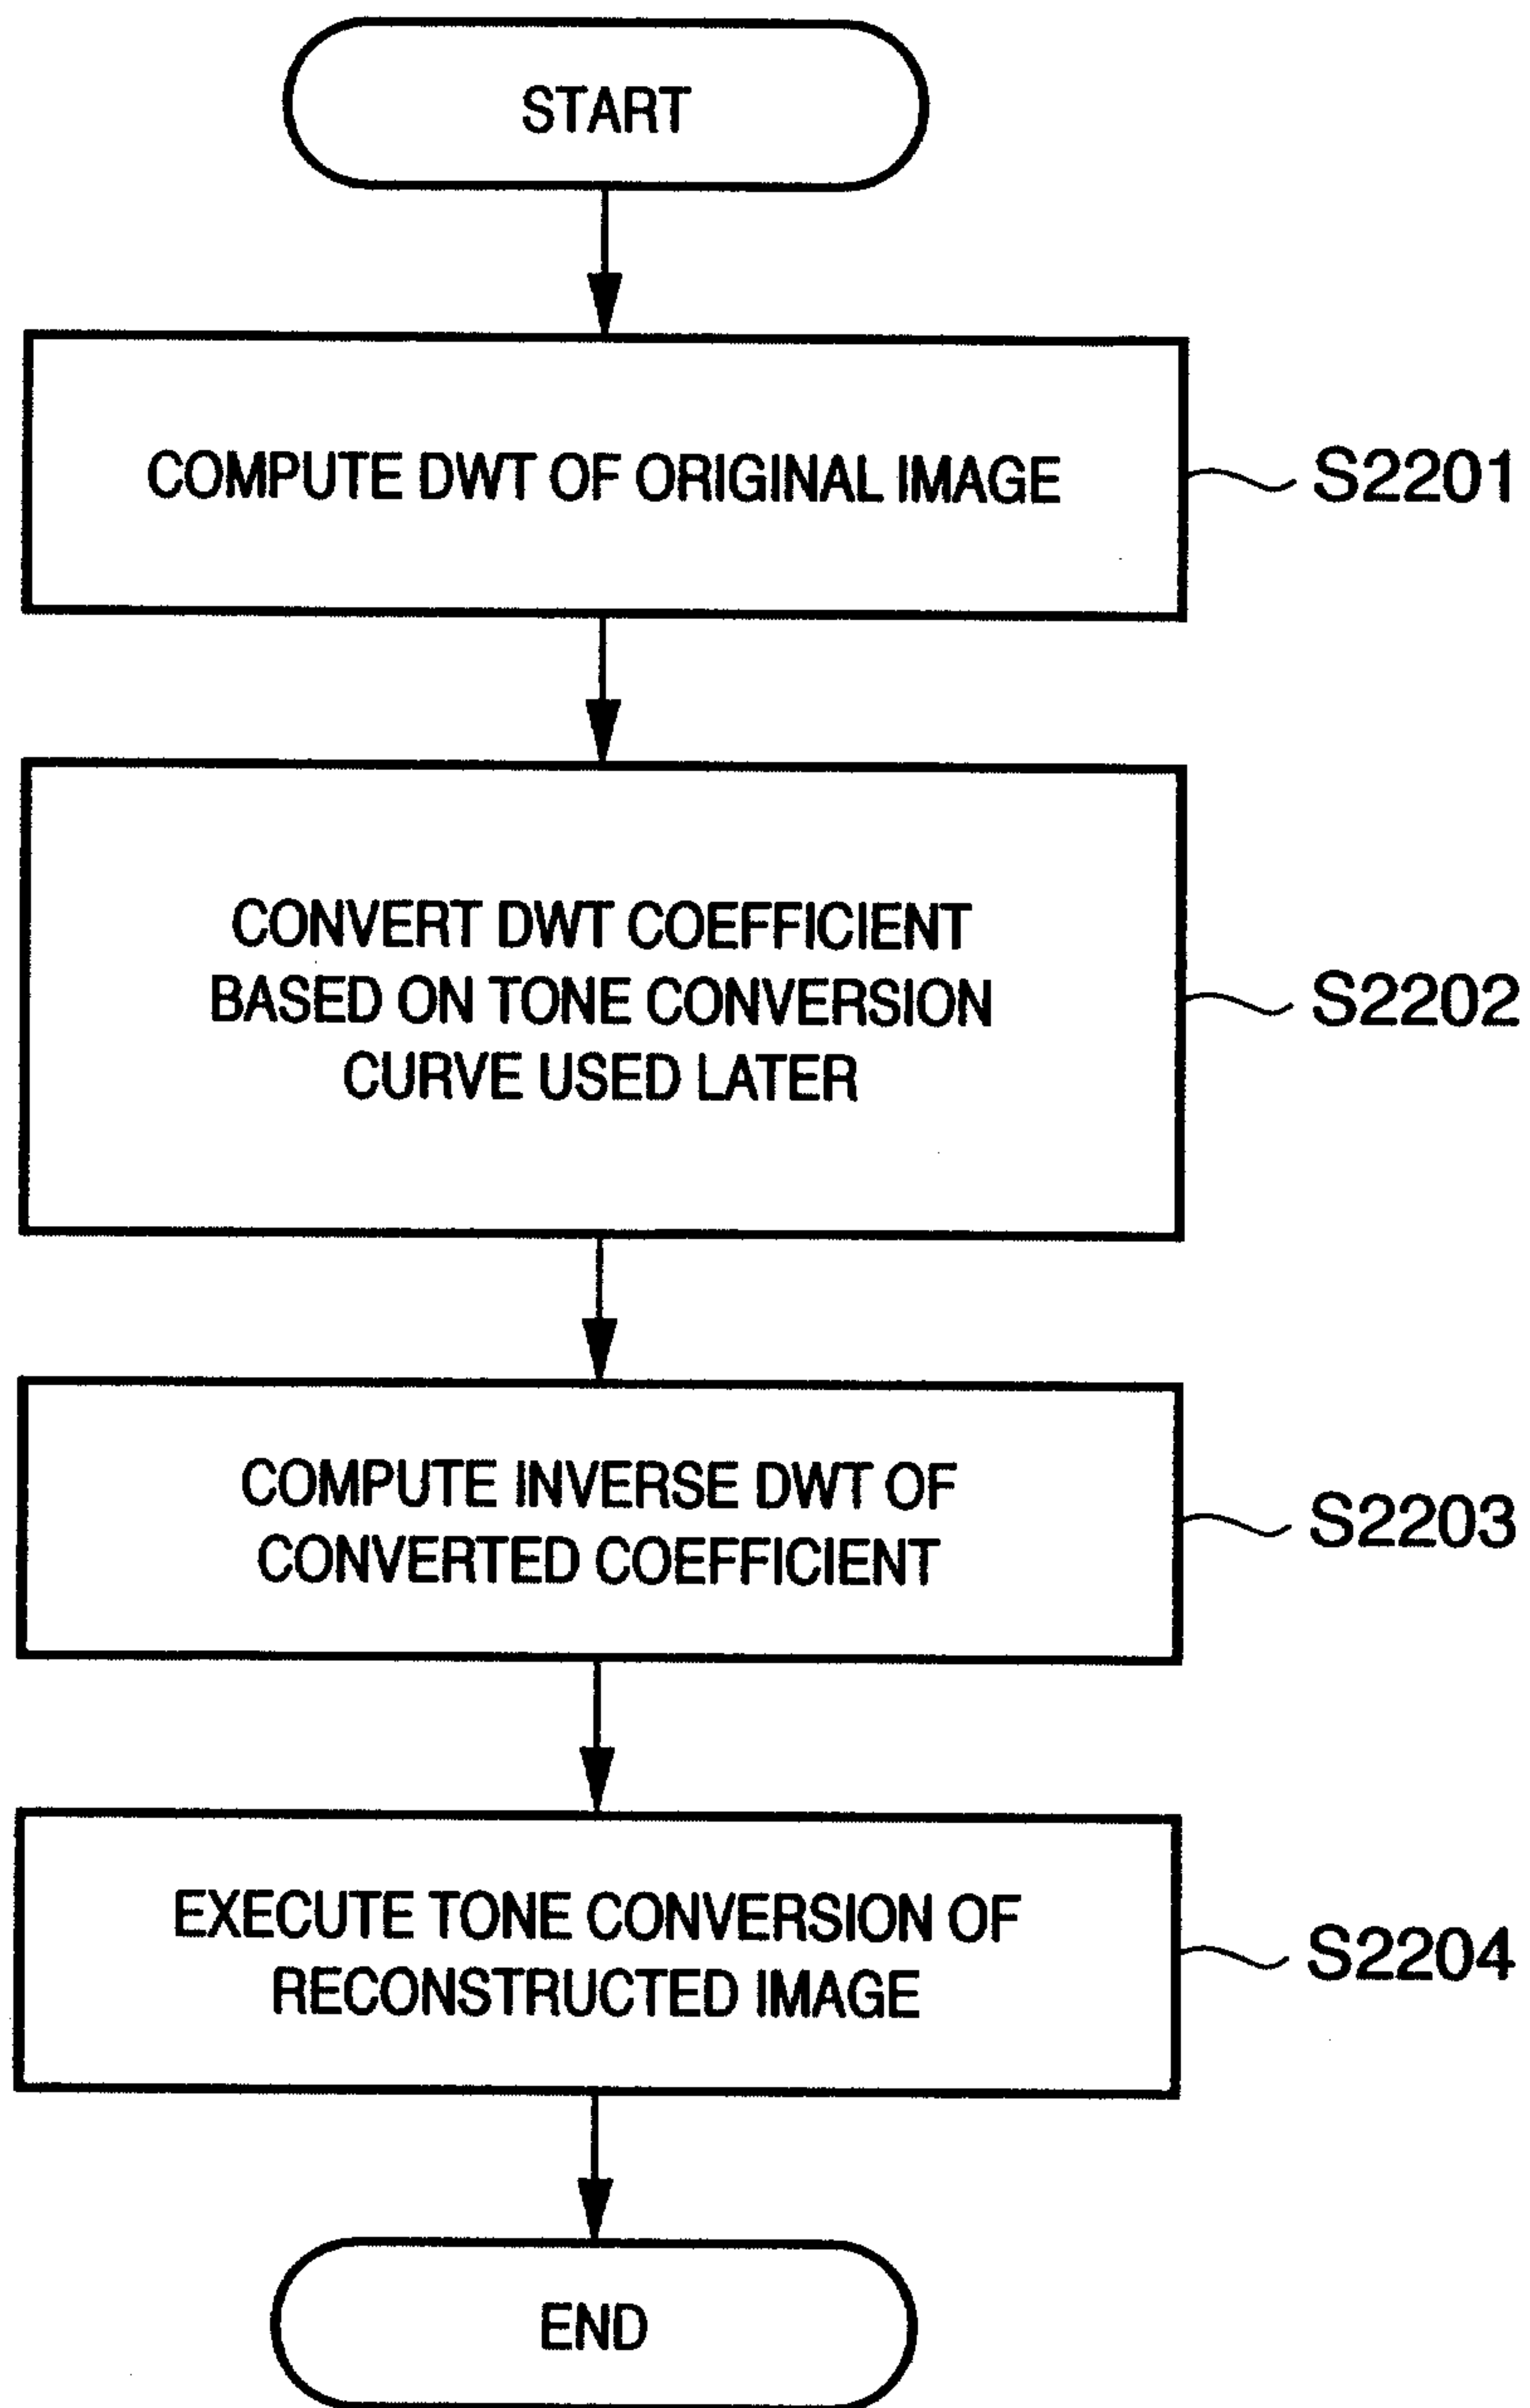 START
COMPUTE DWT OF ORIGINAL IMAGE
S2201
CONVERT DWT COEFFICIENT
BASED ON TONE CONVERSION
CURVE USED LATER
S2202
COMPUTE INVERSE DWT OF
CONVERTED COEFFICIENT
S2203
EXECUTE TONE CONVERSION OF
RECONSTRUCTED IMAGE
S2204
END